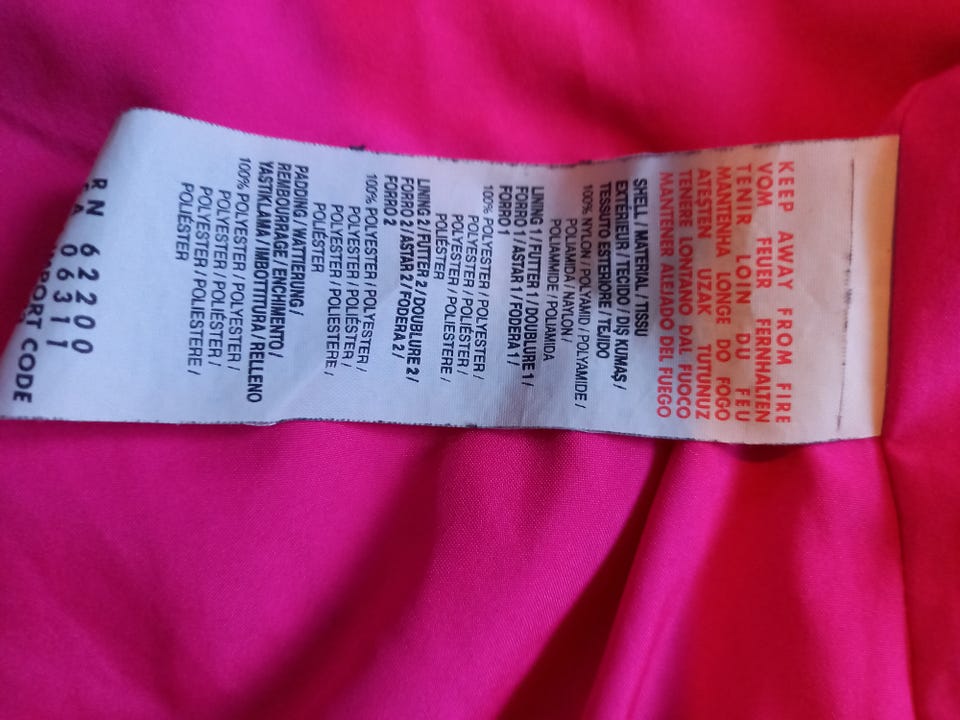 KEEP AWAY FROM FIRE
VOM FEUER FERNHALTEN
TENIR LOIN DU FEU
MANTENHA LONGE DO FOGO
ATEŞTEN UZAK TUTUNUZ
TENERE LONTANO DAL FUOCO
MANTENER ALEJADO DEL FUEGO
SHELL / MATERIAL / TISSU
EXTÉRIEUR / TECIDO / DIŞ KUMAŞ /
TESSUTO ESTERIORE / TEJIDO
100% NYLON / POLYAMID / POLYAMIDE /
POLIAMIDA / NAYLON /
POLIAMMIDE / POLIAMIDA
LINING 1 / FUTTER 1 / DOUBLURE 1 /
FORRO 1 / ASTAR 1 / FODERA 1 /
FORRO 1
100% POLYESTER / POLYESTER /
POLYESTER / POLIÉSTER /
POLYESTER / POLIESTERE /
POLIÉSTER
LINING 2 / FUTTER 2 / DOUBLURE 2 /
FORRO 2 / ASTAR 2 / FODERA 2 /
FORRO 2
100% POLYESTER / POLYESTER /
POLYESTER / POLIÉSTER /
POLYESTER / POLIESTERE /
POLIÉSTER
PADDING / WATTIERUNG /
REMBOURRAGE / ENCHIMENTO /
YASTIKLAMA / IMBOTTITURA / RELLENO
100% POLYESTER / POLYESTER /
POLYESTER / POLIÉSTER /
POLYESTER / POLIESTERE /
POLIÉSTER
RN 62200
CA 06311
CODE